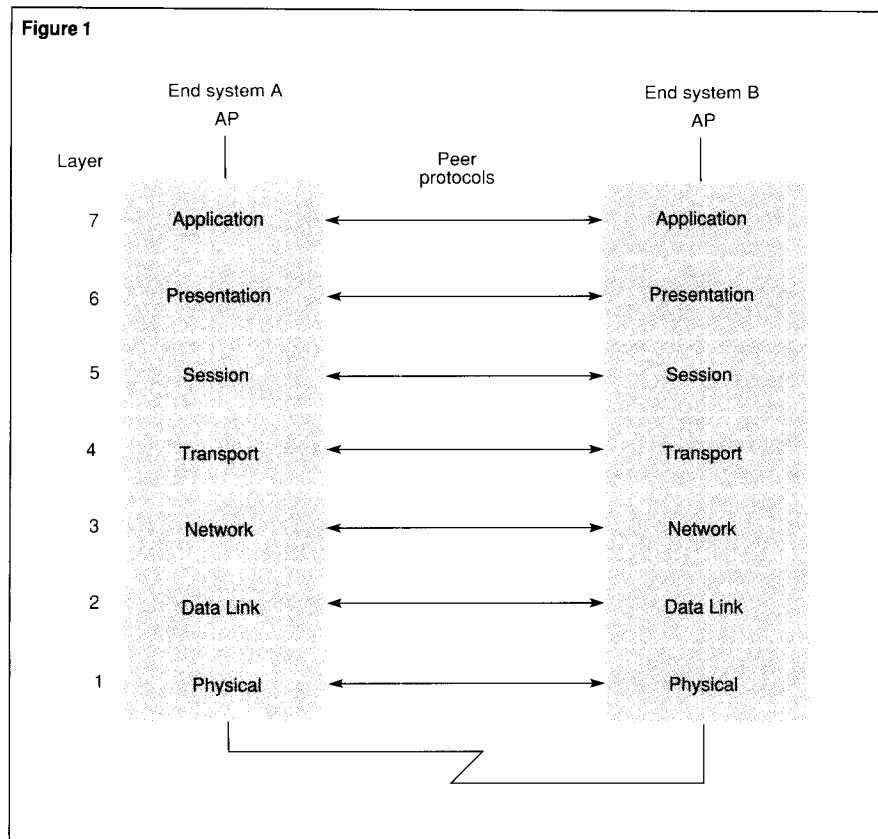 Figure 1
End system A
AP
End system B
AP
Layer
Peer
protocols
7
Application
Application
6
Presentation
Presentation
5
Session
Session
4
Transport
Transport
3
Network
Network
2
Data Link
Data Link
1
Physical
Physical